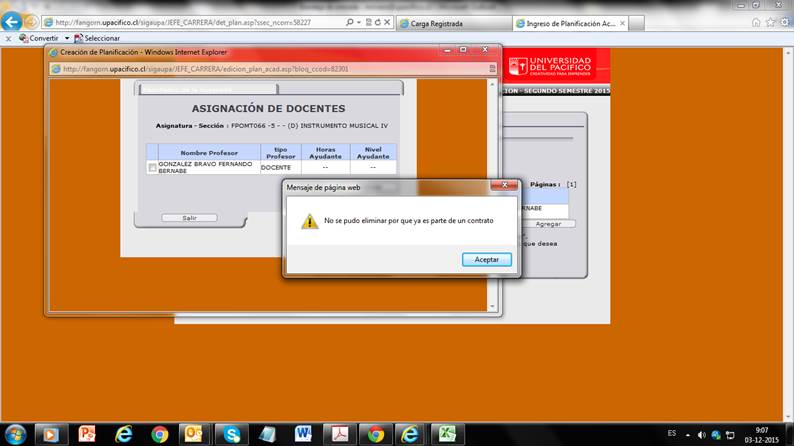 http://fangorn.upacifico.cl/sigaupa/JEFE_CARRERA/det_plan.asp?ssec_ncorr=58227
Carga Registrada
Ingreso de Planificación Ac...
Convertir
Seleccionar
Creación de Planificación - Windows Internet Explorer
http://fangorn.upacifico.cl/sigaupa/JEFE_CARRERA/edicion_plan_acad.asp?bloq_ccod=82301
UNIVERSIDAD
DEL PACIFICO
CREATIVIDAD PARA EMPRENDER
ION - SEGUNDO SEMESTRE 2015
ASIGNACIÓN DE DOCENTES
Asignatura - Sección : FPOMT066 -5 - - (D) INSTRUMENTO MUSICAL IV
Nombre Profesor
tipo Profesor
Horas Ayudante
Nivel Ayudante
GONZALEZ BRAVO FERNANDO BERNABE
DOCENTE
--
--
Salir
Páginas : [1]
RNABE
Agregar
que desea
Mensaje de página web
No se pudo eliminar por que ya es parte de un contrato
Aceptar
ES
9:07
03-12-2015